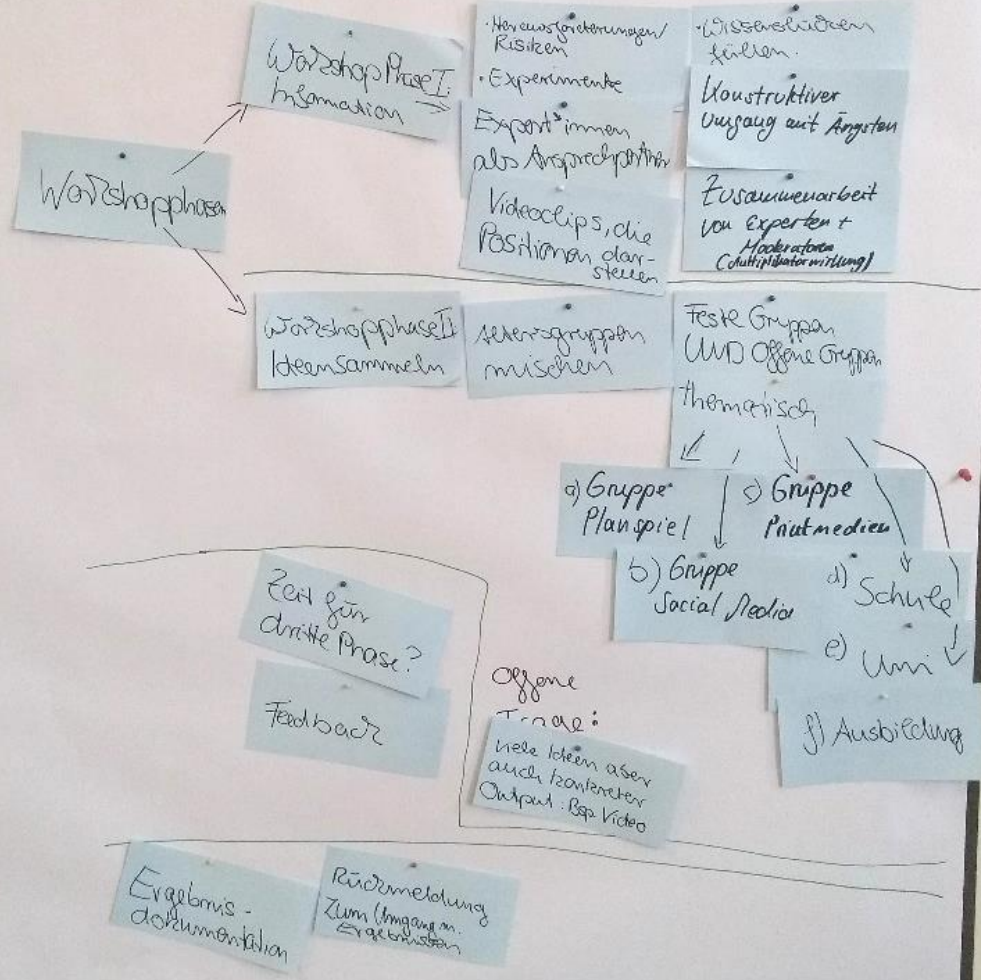 Workshopphasen
Workshop Phase I:
Information
· Herausforderungen/
Risiken
· Experimente
Expert*innen
als Ansprechpartner
Videoclips, die
Positionen dar-
stellen
· Wissenslücken
füllen.
Konstruktiver
Umgang mit Ängsten
Zusammenarbeit
von Experten +
Moderatoren
(Multiplikatorwirkung)
Workshopphase II
Ideensammeln
Altersgruppen
mischen
Feste Gruppen
UND Offene Gruppen
thematisch
a) Gruppe
Planspiel
b) Gruppe
Social Media
c) Gruppe
Printmedien
d) Schule
e) Uni
f) Ausbildung
Zeit für
dritte Phase?
Feedback
Offene
Frage:
viele Ideen aber
auch konkreter
Output: Bsp Video
Ergebnis-
dokumentation
Rückmeldung
zum Umgang m.
Ergebnissen